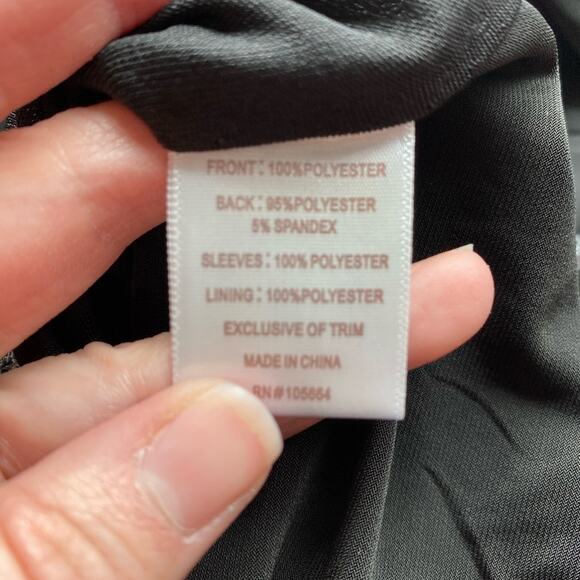 FRONT: 100%POLYESTER
BACK: 95%POLYESTER
5% SPANDEX
SLEEVES: 100% POLYESTER
LINING: 100%POLYESTER
EXCLUSIVE OF TRIM
MADE IN CHINA
RN#105664